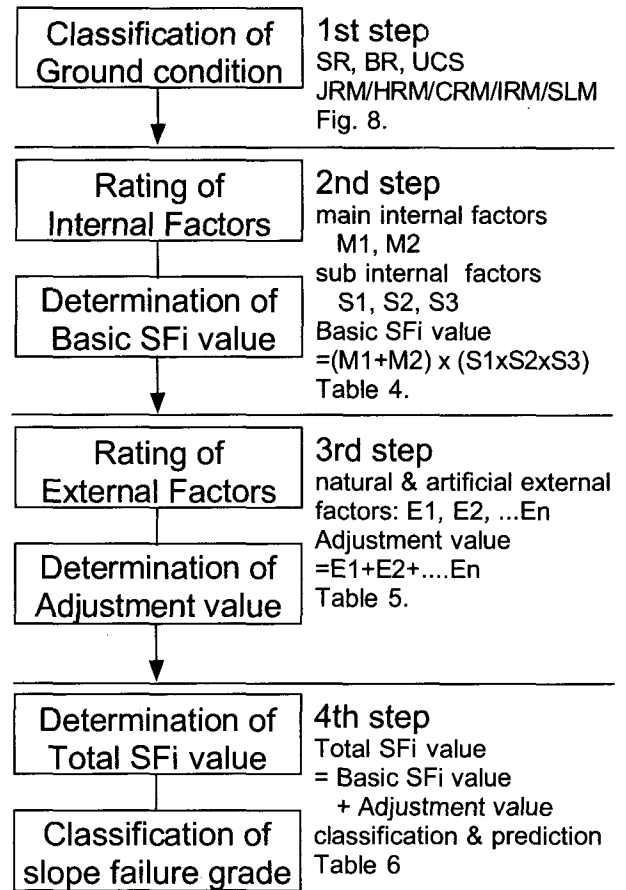 Classification of
Ground condition
1st step
SR, BR, UCS
JRM/HRM/CRM/IRM/SLM
Fig. 8.
Rating of
Internal Factors
Determination of
Basic SFi value
2nd step
main internal factors
M1, M2
sub internal factors
S1, S2, S3
Basic SFi value
=(M1+M2) x (S1xS2xS3)
Table 4.
Rating of
External Factors
Determination of
Adjustment value
3rd step
natural & artificial external
factors: E1, E2, ...En
Adjustment value
=E1+E2+....En
Table 5.
Determination of
Total SFi value
Classification of
slope failure grade
4th step
Total SFi value
= Basic SFi value
+ Adjustment value
classification & prediction
Table 6